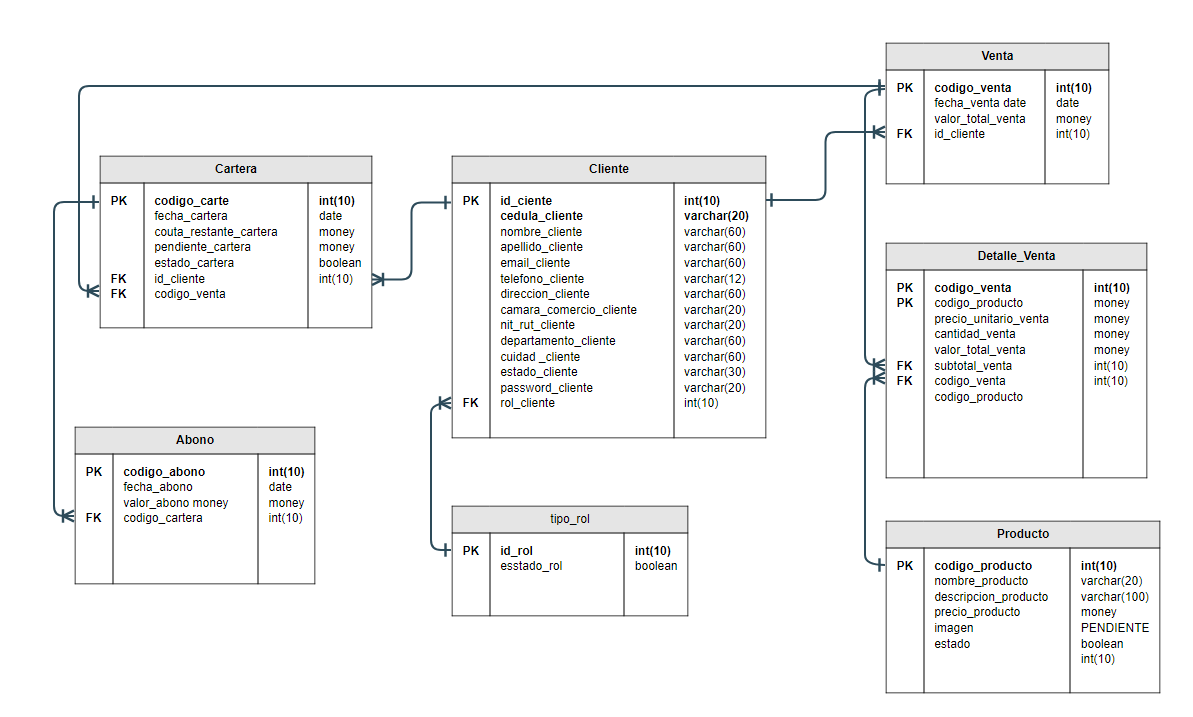 Venta
PK codigo_venta int(10)
fecha_venta date date
valor_total_venta money
FK id_cliente int(10)
Cartera
PK codigo_carte int(10)
fecha_cartera date
couta_restante_cartera money
pendiente_cartera money
estado_cartera boolean
FK id_cliente int(10)
FK codigo_venta
Cliente
PK id_ciente int(10)
cedula_cliente varchar(20)
nombre_cliente varchar(60)
apellido_cliente varchar(60)
email_cliente varchar(60)
telefono_cliente varchar(12)
direccion_cliente varchar(60)
camara_comercio_cliente varchar(20)
nit_rut_cliente varchar(20)
departamento_cliente varchar(60)
cuidad _cliente varchar(60)
estado_cliente varchar(30)
password_cliente varchar(20)
FK rol_cliente int(10)
Detalle_Venta
PK codigo_venta int(10)
PK codigo_producto money
precio_unitario_venta money
cantidad_venta money
valor_total_venta money
FK subtotal_venta int(10)
FK codigo_venta int(10)
codigo_producto
Abono
PK codigo_abono int(10)
fecha_abono date
valor_abono money money
FK codigo_cartera int(10)
tipo_rol
PK id_rol int(10)
esstado_rol boolean
Producto
PK codigo_producto int(10)
nombre_producto varchar(20)
descripcion_producto varchar(100)
precio_producto money
imagen PENDIENTE
estado boolean
int(10)